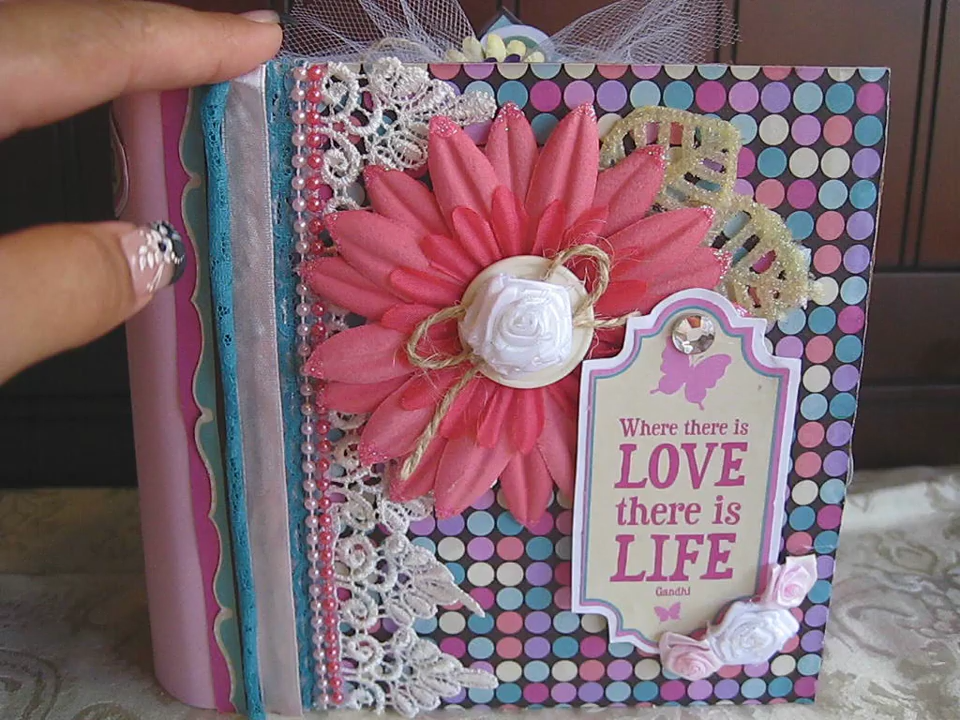 Where there is
LOVE
there is
LIFE
Gandhi